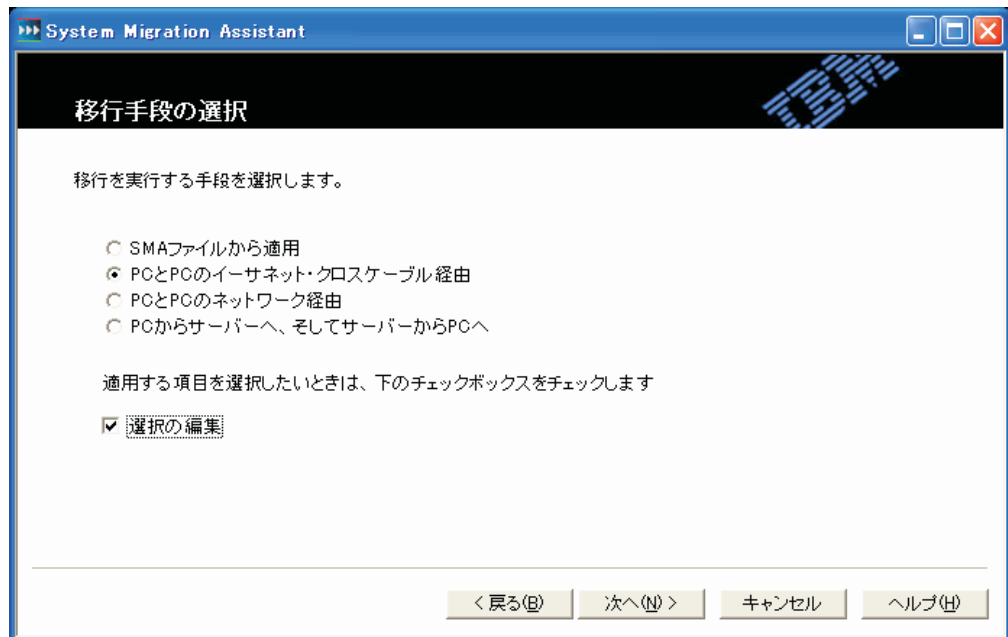 System Migration Assistant
IBM
移行手段の選択
移行を実行する手段を選択します。
SMAファイルから適用
PCとPCのイーサネット・クロスケーブル経由
PCとPCのネットワーク経由
PCからサーバーへ、そしてサーバーからPCへ
適用する項目を選択したいときは、下のチェックボックスをチェックします
選択の編集
< 戻る(B)
次へ(N) >
キャンセル
ヘルプ(H)